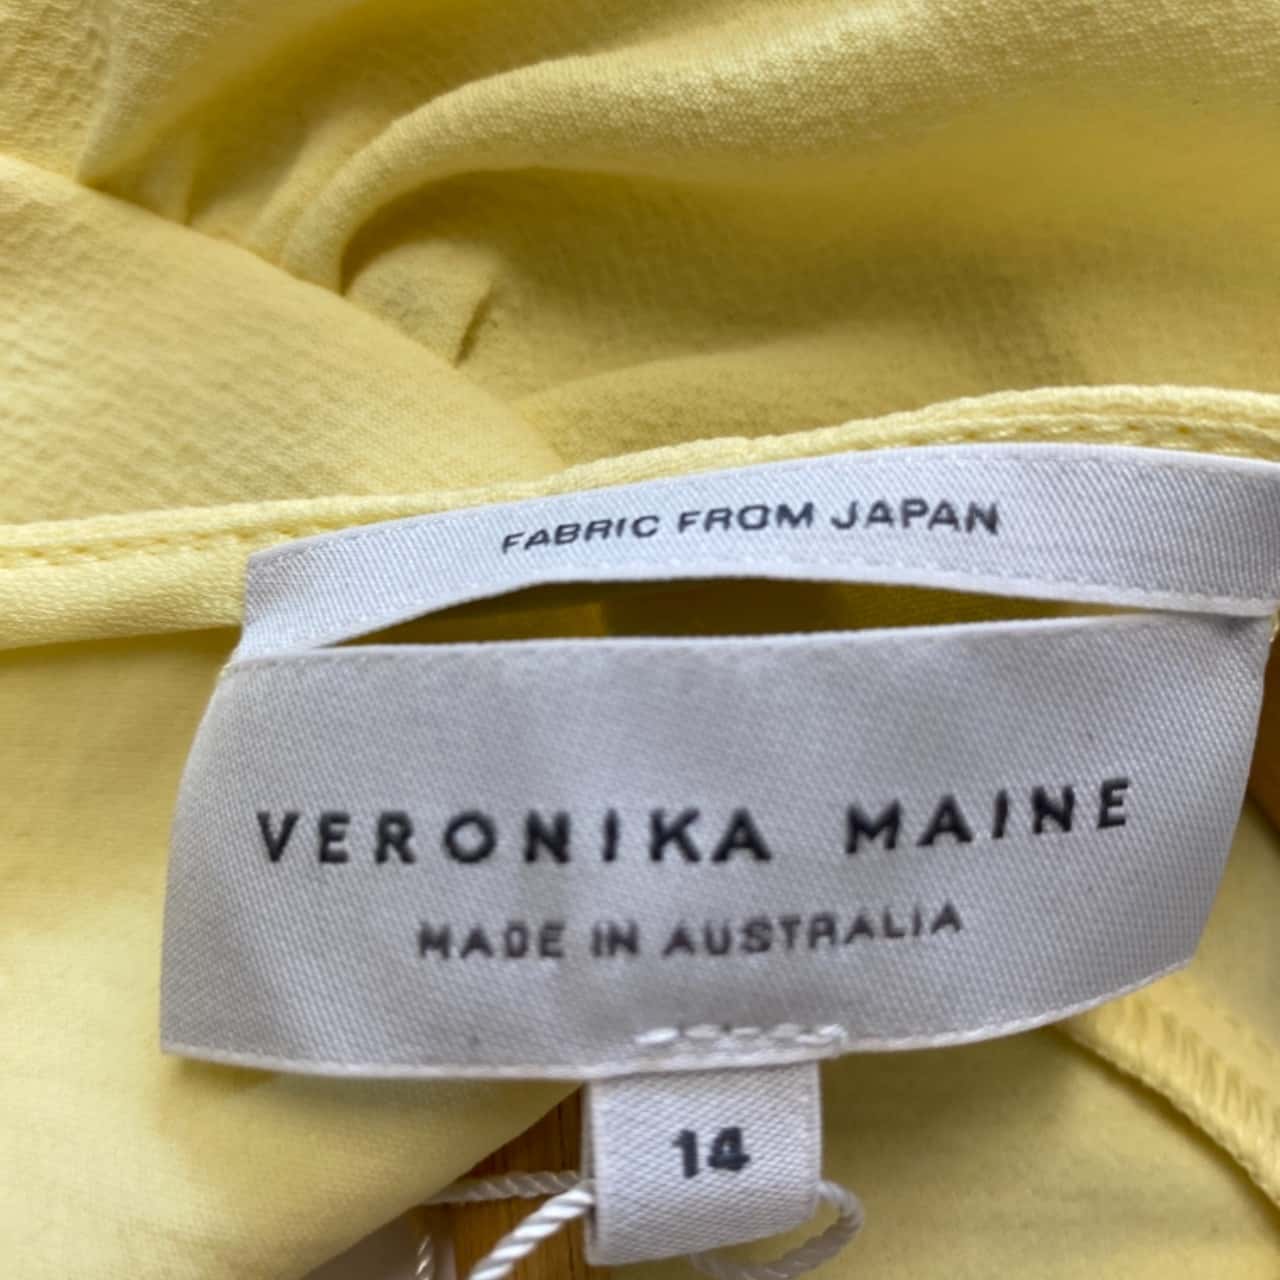 FABRIC FROM JAPAN
VERONIKA MAINE
MADE IN AUSTRALIA
14